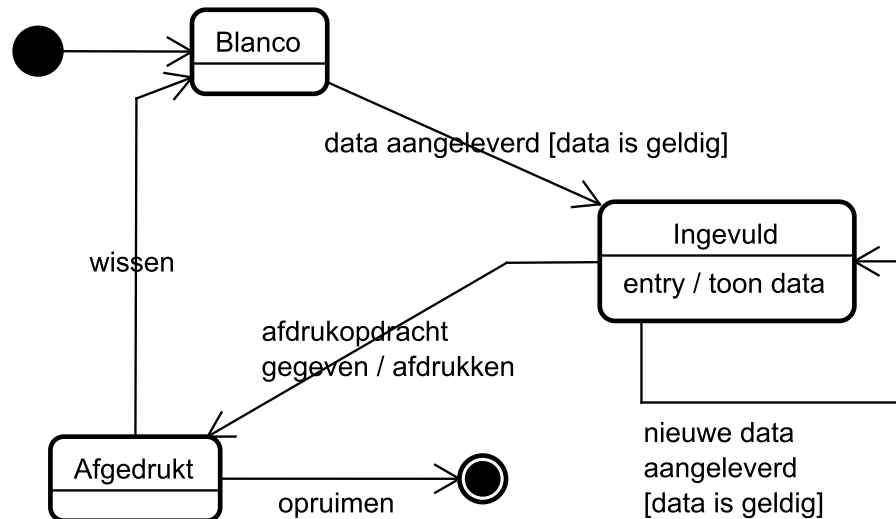 Blanco
data aangeleverd [data is geldig]
Ingevuld
entry / toon data
wissen
afdrukopdracht
gegeven / afdrukken
nieuwe data
aangeleverd
[data is geldig]
Afgedrukt
opruimen